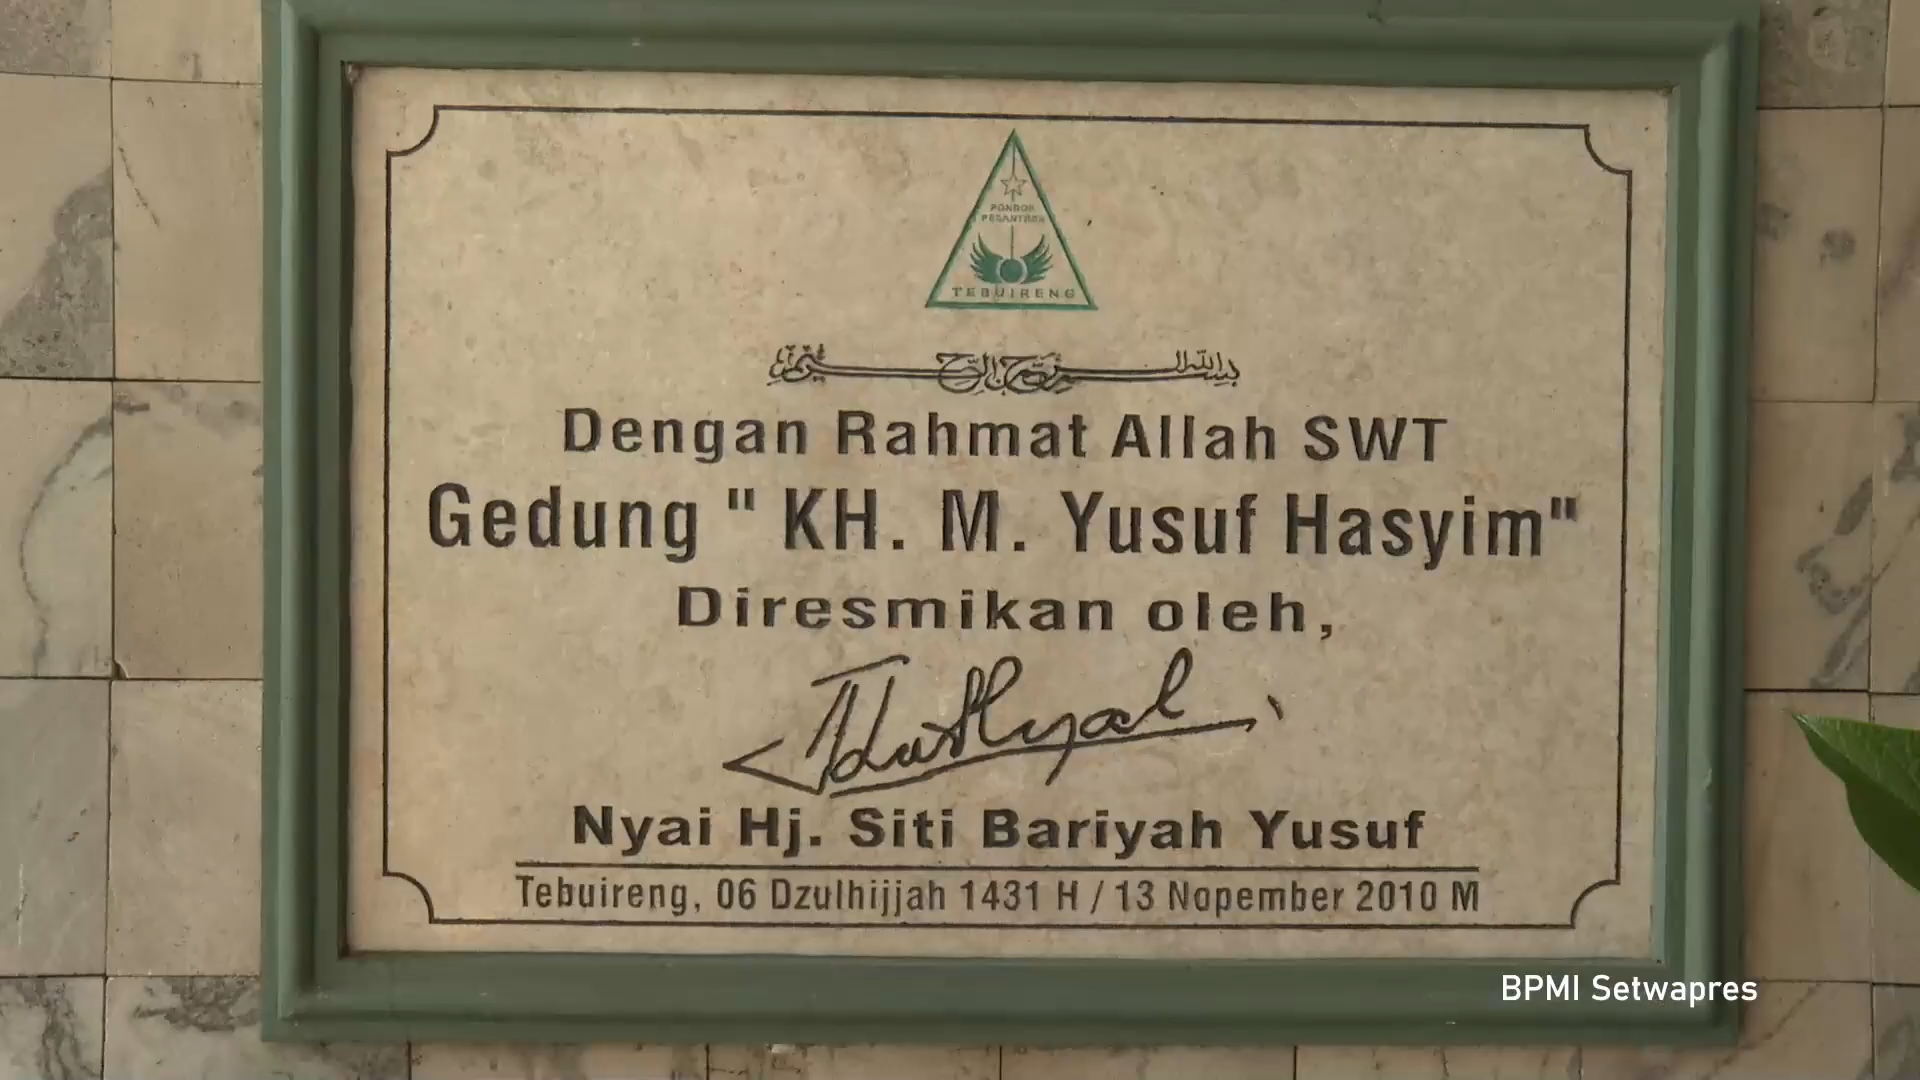 PONDOK
PESANTREN
TEBUIRENG
بسم الله الرحمن الرحيم
Dengan Rahmat Allah SWT
Gedung " KH. M. Yusuf Hasyim"
Diresmikan oleh,
Nyai Hj. Siti Bariyah Yusuf
Tebuireng, 06 Dzulhijjah 1431 H / 13 Nopember 2010 M
BPMI Setwapres